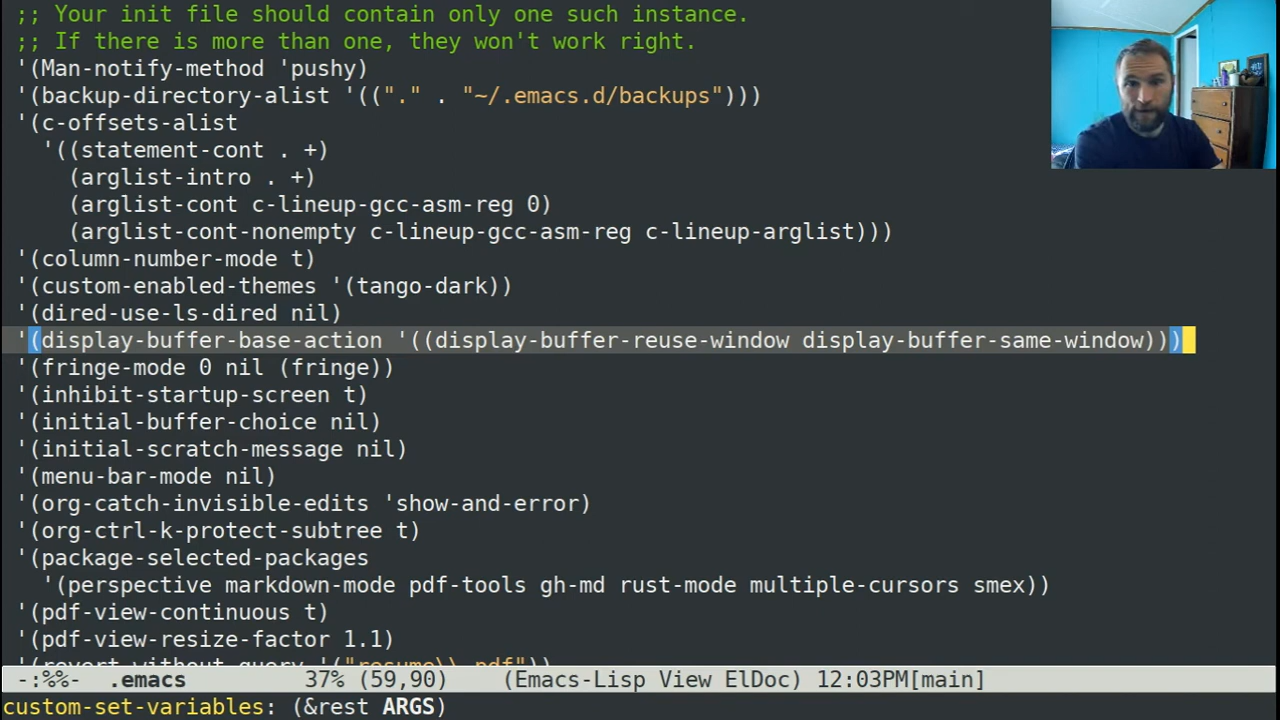 ;; Your init file should contain only one such instance.
;; If there is more than one, they won't work right.
'(Man-notify-method 'pushy)
'(backup-directory-alist '(("." . "~/.emacs.d/backups")))
'(c-offsets-alist
'((statement-cont . +)
(arglist-intro . +)
(arglist-cont c-lineup-gcc-asm-reg 0)
(arglist-cont-nonempty c-lineup-gcc-asm-reg c-lineup-arglist)))
'(column-number-mode t)
'(custom-enabled-themes '(tango-dark))
'(dired-use-ls-dired nil)
'(display-buffer-base-action '((display-buffer-reuse-window display-buffer-same-window)))
'(fringe-mode 0 nil (fringe))
'(inhibit-startup-screen t)
'(initial-buffer-choice nil)
'(initial-scratch-message nil)
'(menu-bar-mode nil)
'(org-catch-invisible-edits 'show-and-error)
'(org-ctrl-k-protect-subtree t)
'(package-selected-packages
'(perspective markdown-mode pdf-tools gh-md rust-mode multiple-cursors smex))
'(pdf-view-continuous t)
'(pdf-view-resize-factor 1.1)
'(revert-without-query '("resume\\.pdf"))
-:%%- .emacs 37% (59,90) (Emacs-Lisp View ElDoc) 12:03PM[main]
custom-set-variables: (&rest ARGS)